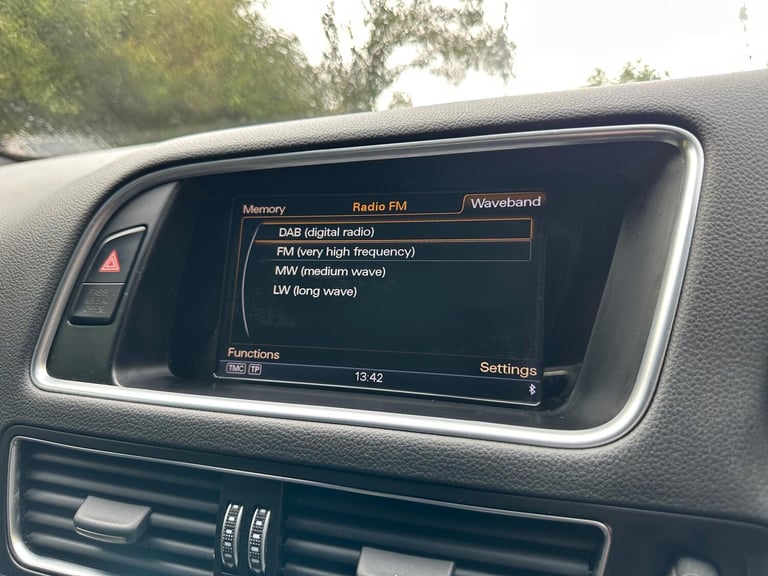 Memory Radio FM Waveband
DAB (digital radio)
FM (very high frequency)
MW (medium wave)
LW (long wave)
Functions Settings
TMC TP 13:42